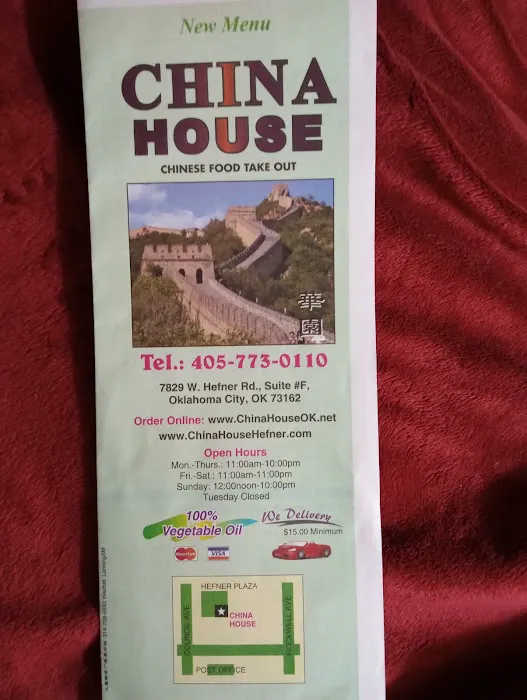 New Menu
CHINA
HOUSE
CHINESE FOOD TAKE OUT
華
園
Tel.: 405-773-0110
7829 W. Hefner Rd., Suite #F,
Oklahoma City, OK 73162
Order Online: www.ChinaHouseOK.net
www.ChinaHouseHefner.com
Open Hours
Mon.-Thurs.: 11:00am-10:00pm
Fri.-Sat.: 11:00am-11:00pm
Sunday: 12:00noon-10:00pm
Tuesday Closed
100%
Vegetable Oil
We Delivery
$15.00 Minimum
MasterCard
VISA
HEFNER PLAZA
COUNCIL AVE
CHINA
HOUSE
ROCKWELL AVE
POST OFFICE